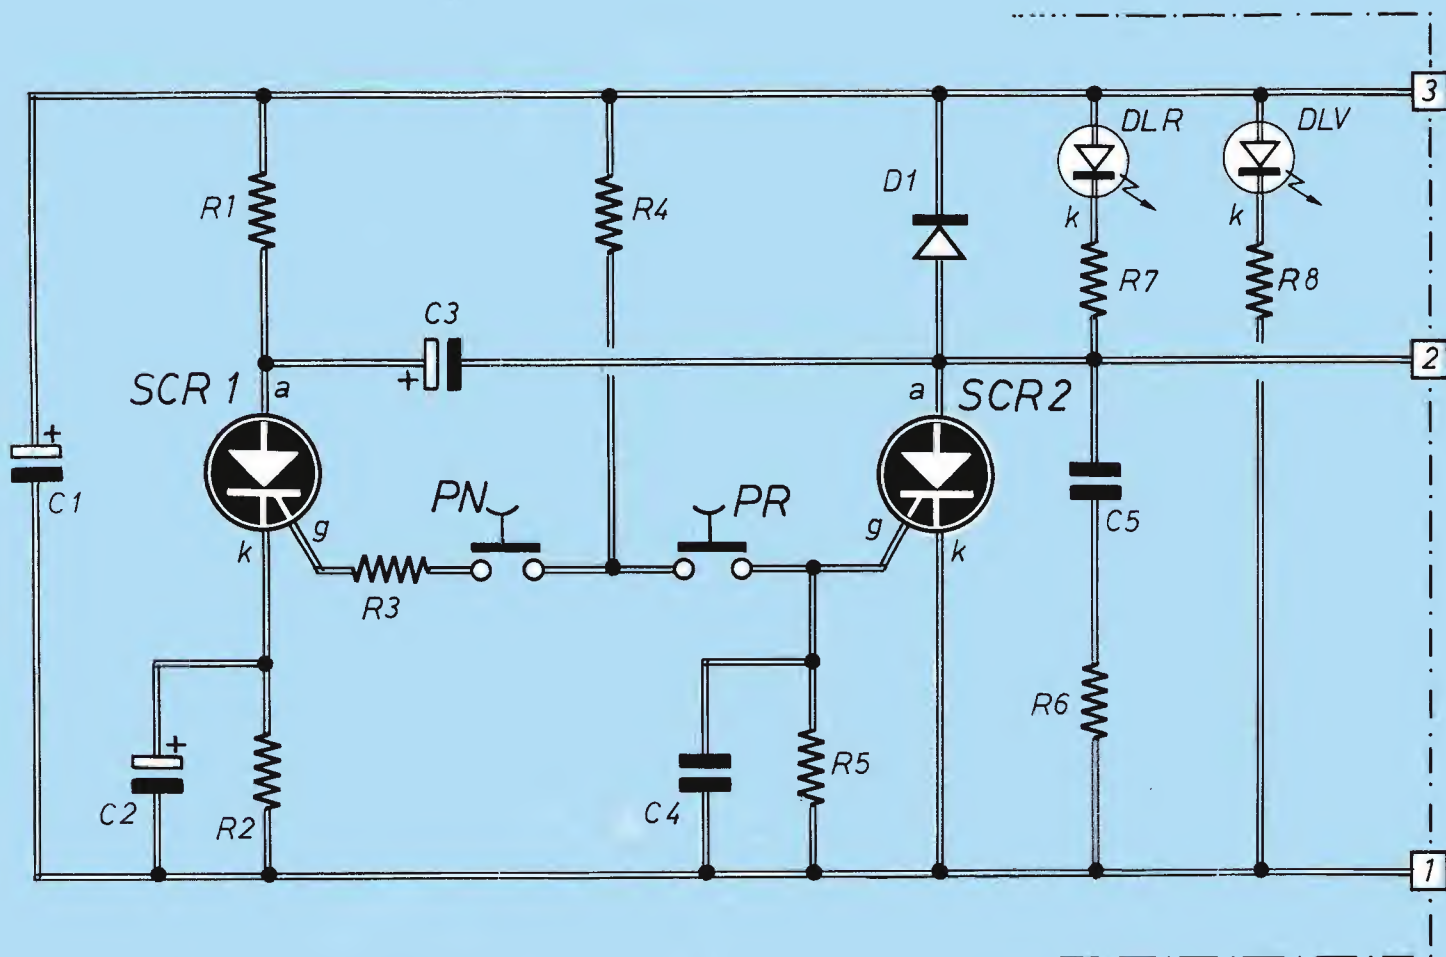 3
DLR
DLV
D1
R1
R4
k
k
R7
R8
C3
+
2
SCR 1
a
a
SCR2
+
C1
PN
PR
C5
g
g
k
k
R3
R6
+
C2
R2
C4
R5
1